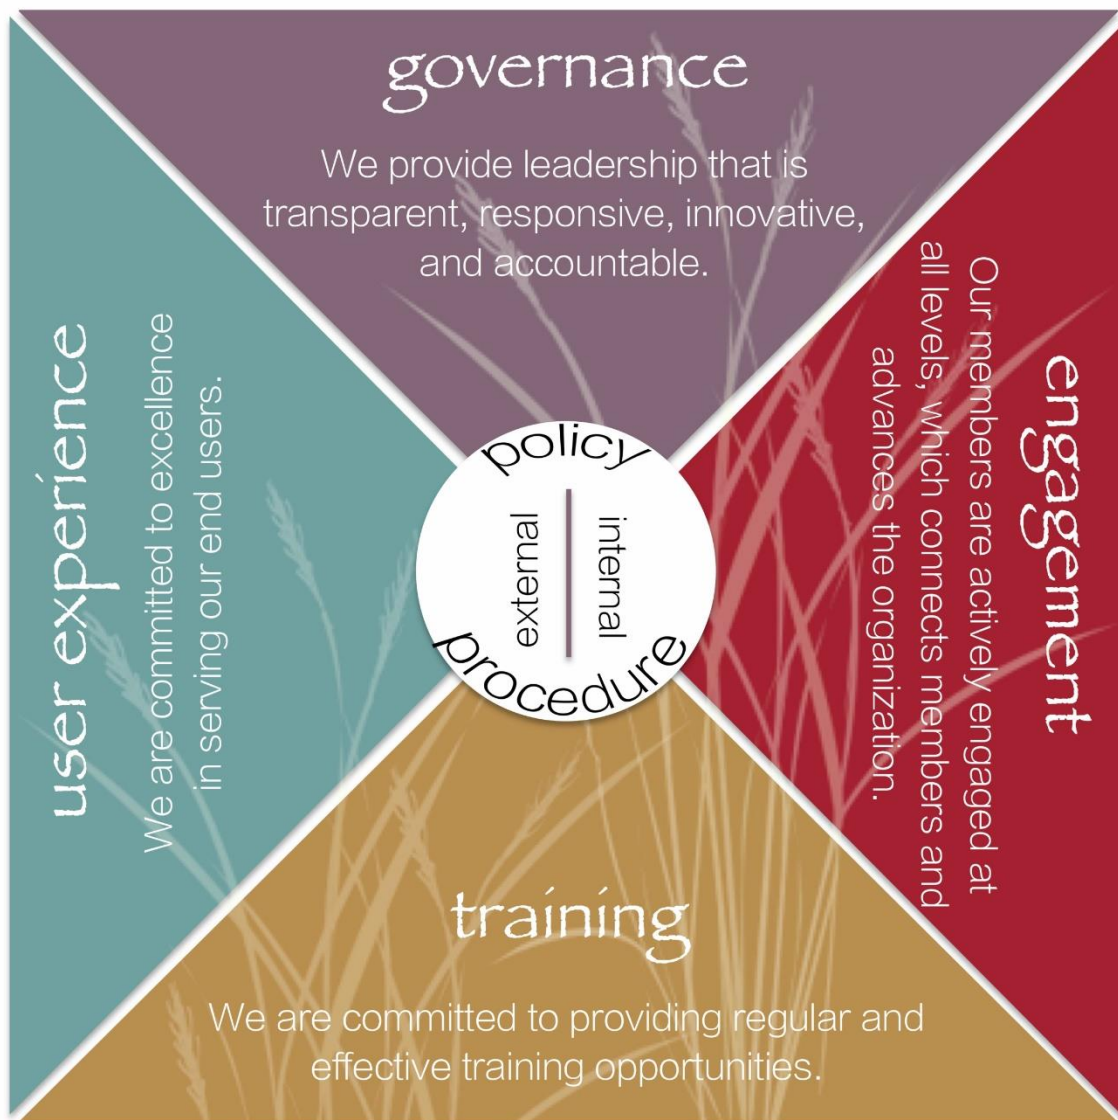 governance
We provide leadership that is
transparent, responsive, innovative,
and accountable.
user experience
We are committed to excellence
in serving our end users.
policy
external
internal
procedure
engagement
Our members are actively engaged at
all levels, which connects members and
advances the organization.
training
We are committed to providing regular and
effective training opportunities.